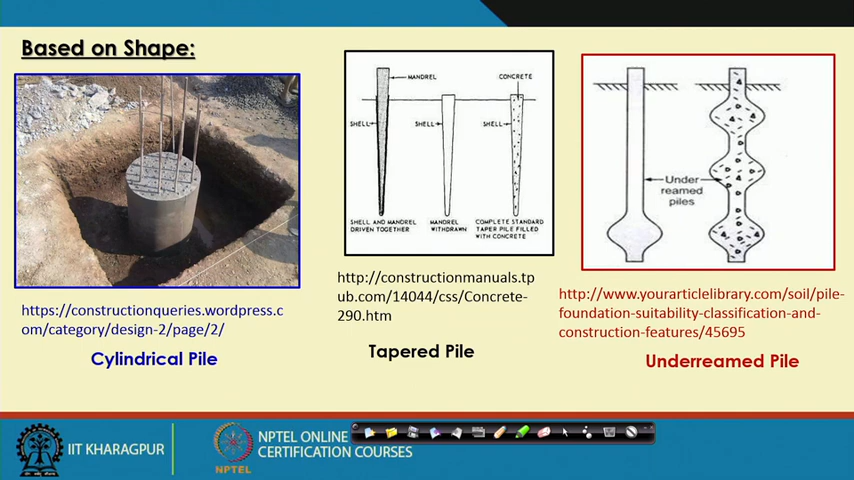 Based on Shape:
MANDREL
CONCRETE
SHELL
SHELL
SHELL
SHELL AND MANDREL
DRIVEN TOGETHER
MANDREL
WITHDRAWN
COMPLETE STANDARD
TAPER PILE FILLED
WITH CONCRETE
Under
reamed
piles
https://constructionqueries.wordpress.c
om/category/design-2/page/2/
Cylindrical Pile
http://constructionmanuals.tp
ub.com/14044/css/Concrete-
290.htm
Tapered Pile
http://www.yourarticlelibrary.com/soil/pile-
foundation-suitability-classification-and-
construction-features/45695
Underreamed Pile
IIT KHARAGPUR
NPTEL
NPTEL ONLINE
CERTIFICATION COURSES